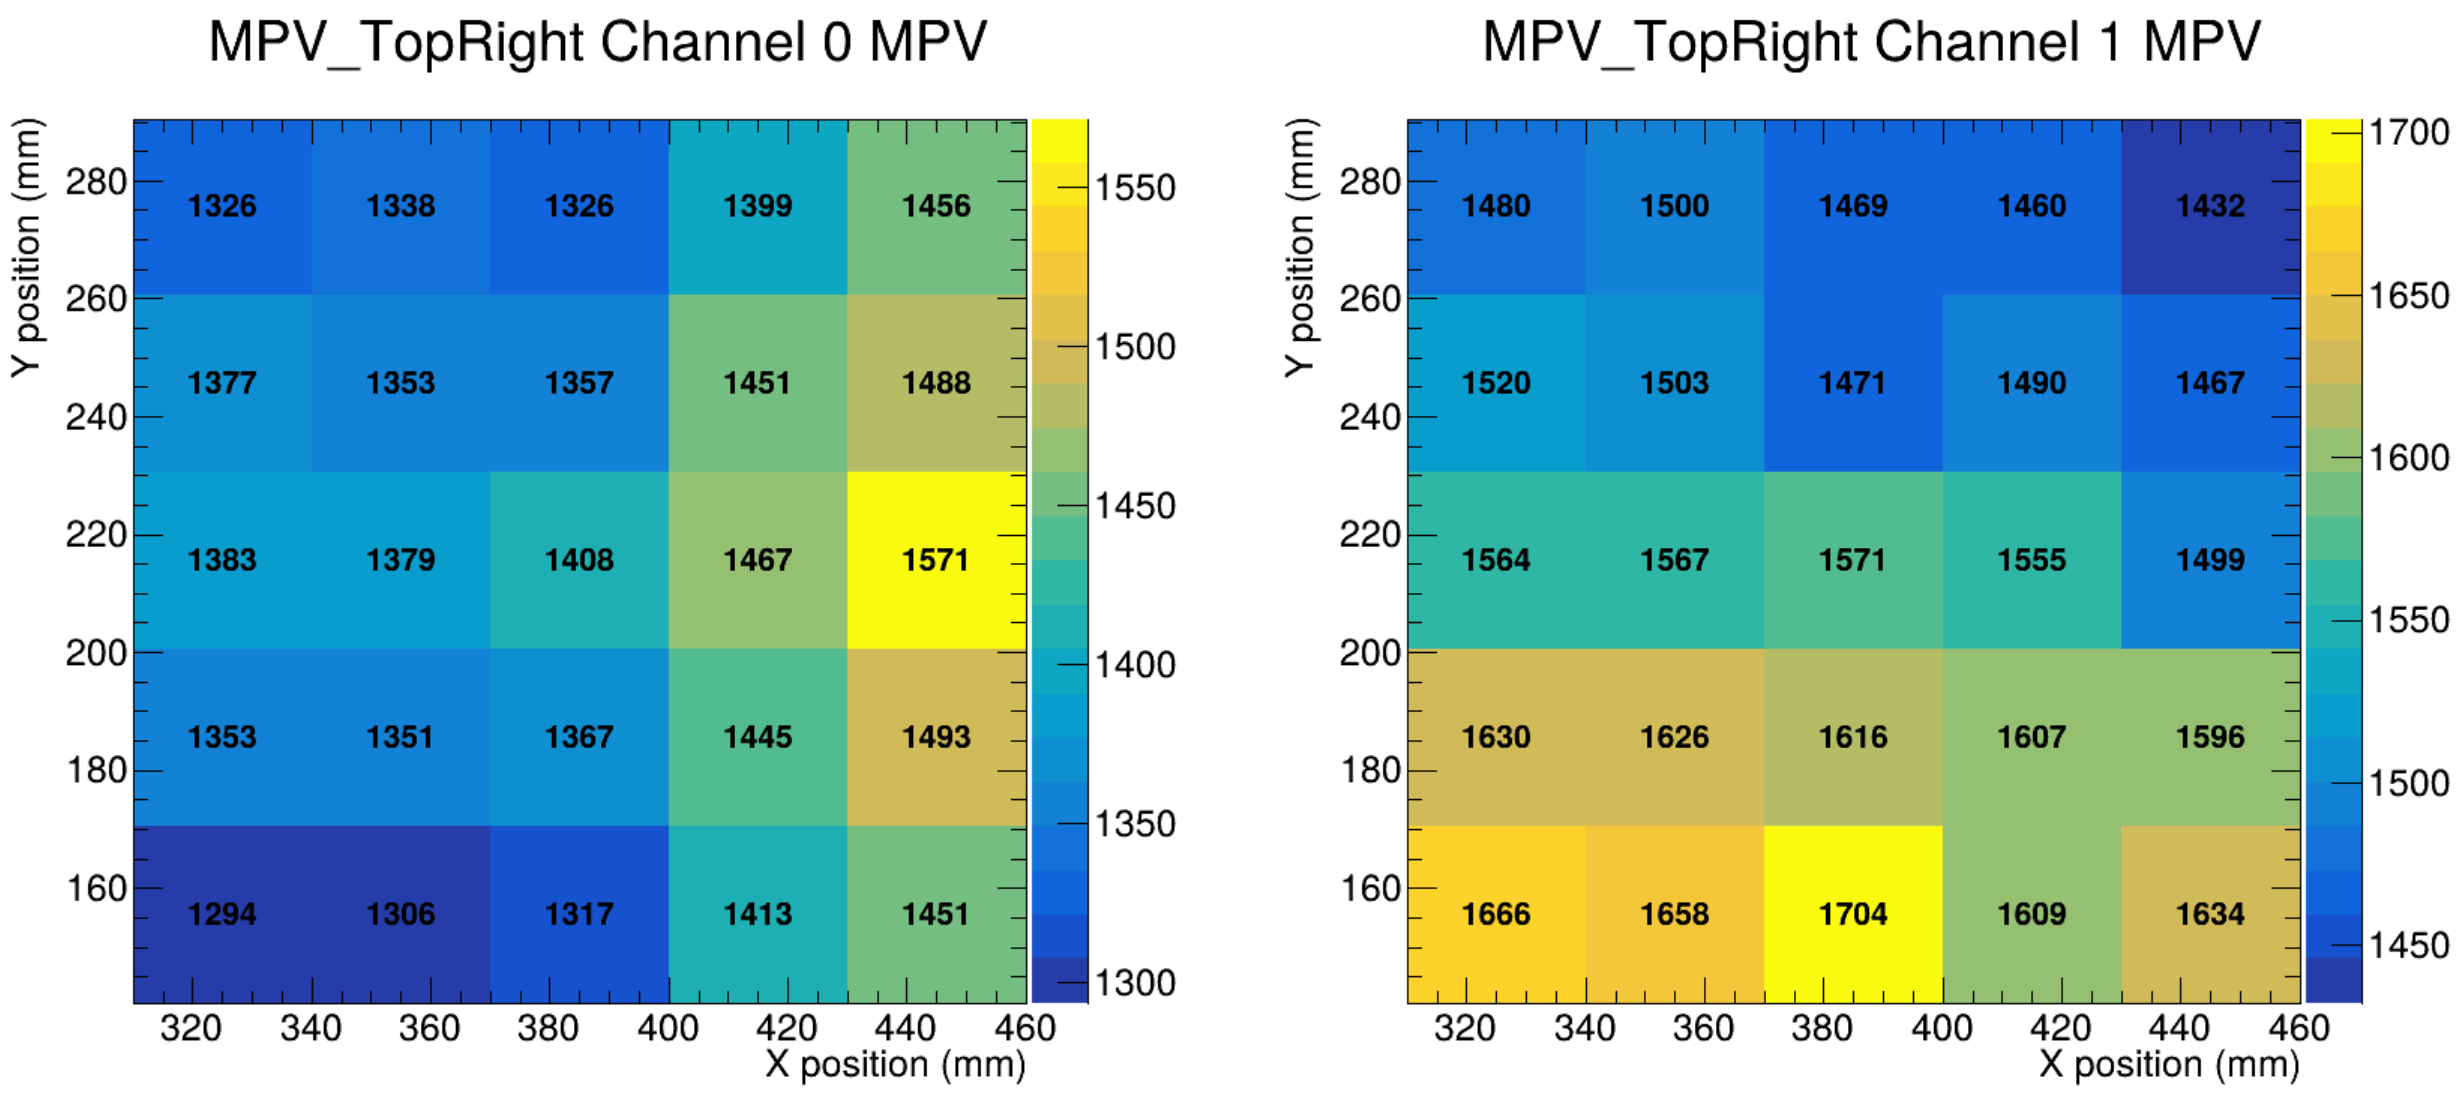 MPV_TopRight Channel 0 MPV
Y position (mm)
280
260
240
220
200
180
160
1326 1338 1326 1399 1456
1377 1353 1357 1451 1488
1383 1379 1408 1467 1571
1353 1351 1367 1445 1493
1294 1306 1317 1413 1451
320 340 360 380 400 420 440 460
X position (mm)
1550
1500
1450
1400
1350
1300
MPV_TopRight Channel 1 MPV
Y position (mm)
280
260
240
220
200
180
160
1480 1500 1469 1460 1432
1520 1503 1471 1490 1467
1564 1567 1571 1555 1499
1630 1626 1616 1607 1596
1666 1658 1704 1609 1634
320 340 360 380 400 420 440 460
X position (mm)
1700
1650
1600
1550
1500
1450